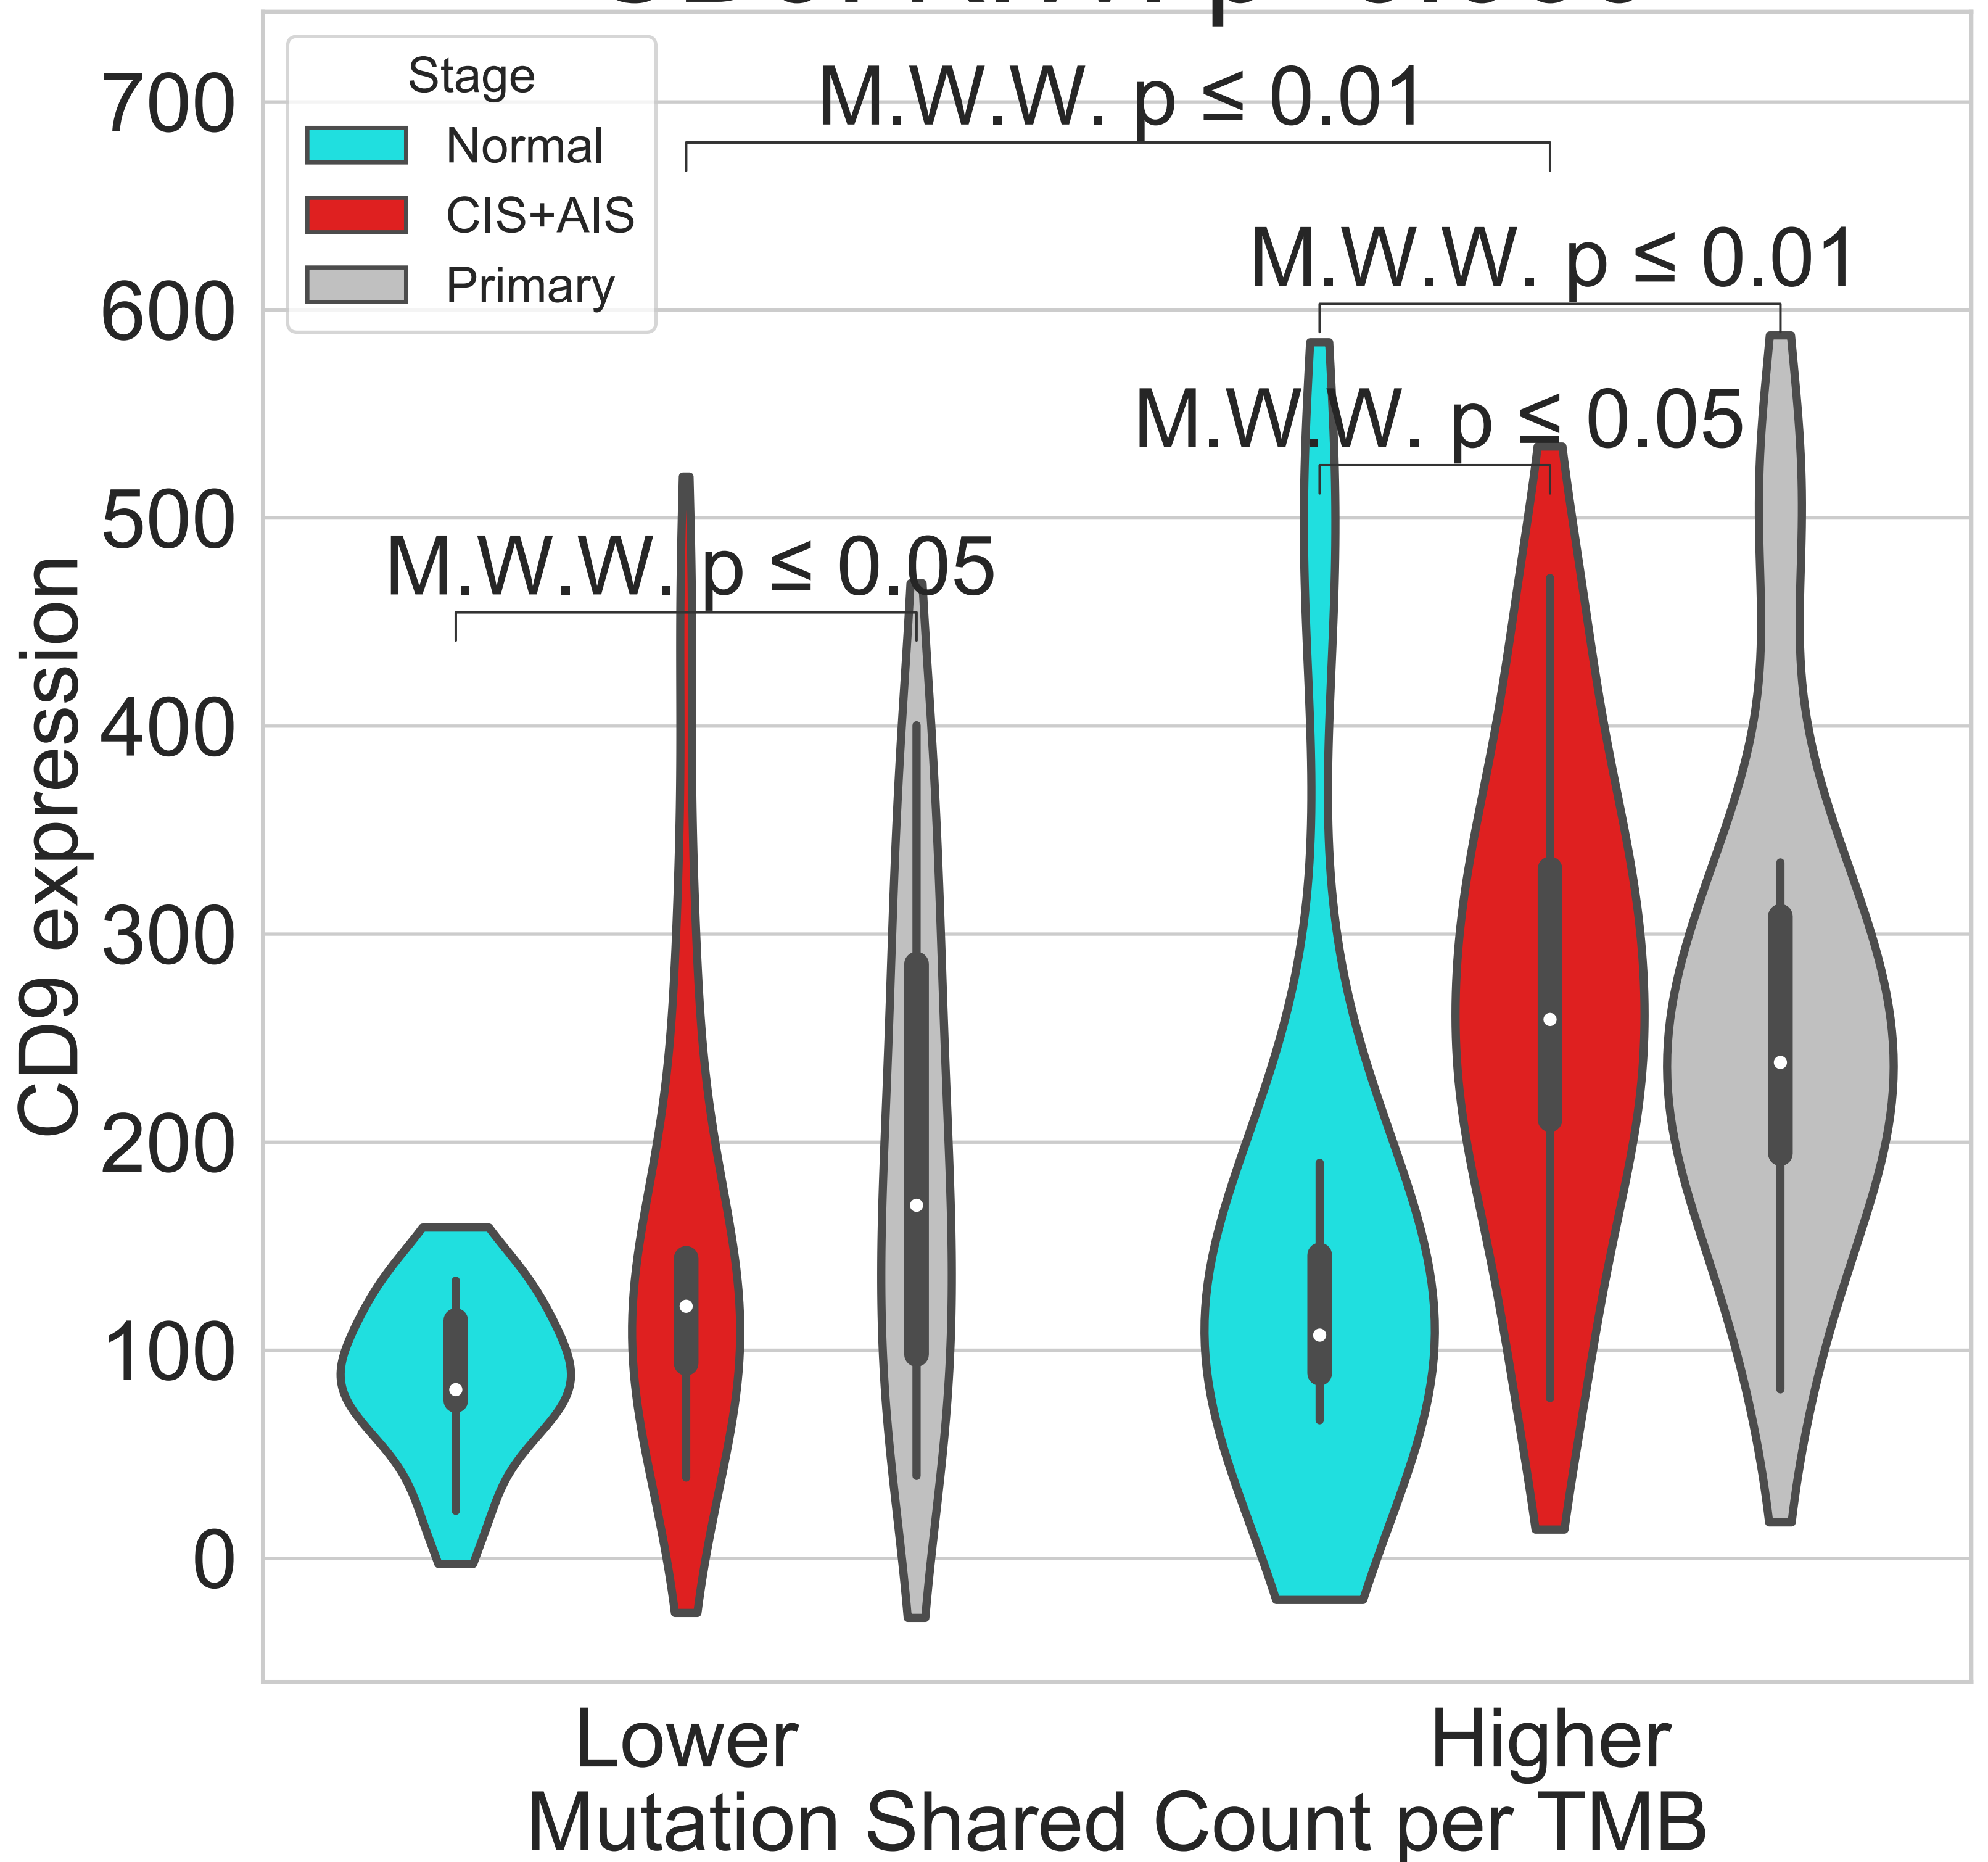 Stage
Normal
CIS+AIS
Primary
M.W.W. p ≤ 0.01
M.W.W. p ≤ 0.01
M.W.W. p ≤ 0.05
M.W.W. p ≤ 0.05
CD9 expression
700
600
500
400
300
200
100
0
Lower
Higher
Mutation Shared Count per TMB